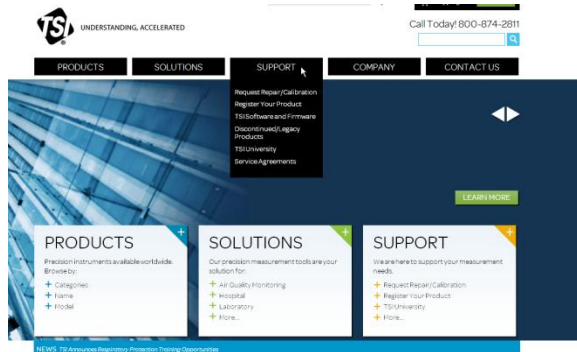 TSI
UNDERSTANDING, ACCELERATED
Call Today! 800-874-2811
PRODUCTS SOLUTIONS SUPPORT COMPANY CONTACT US
Request Repair/Calibration
Register Your Product
TSI Software and Firmware
Discontinued/Legacy
Products
TSI University
Service Agreements
LEARN MORE
PRODUCTS
Precision instruments available worldwide.
Browse by:
+ Categories
+ Name
+ Model
SOLUTIONS
Our precision measurement tools are your
solution for:
+ Air Quality Monitoring
+ Hospital
+ Laboratory
+ More...
SUPPORT
We are here to support your measurement
needs.
+ Request Repair/Calibration
+ Register Your Product
+ TSI University
+ More...
NEWS TSI Announces Respiratory Protection Training Opportunities